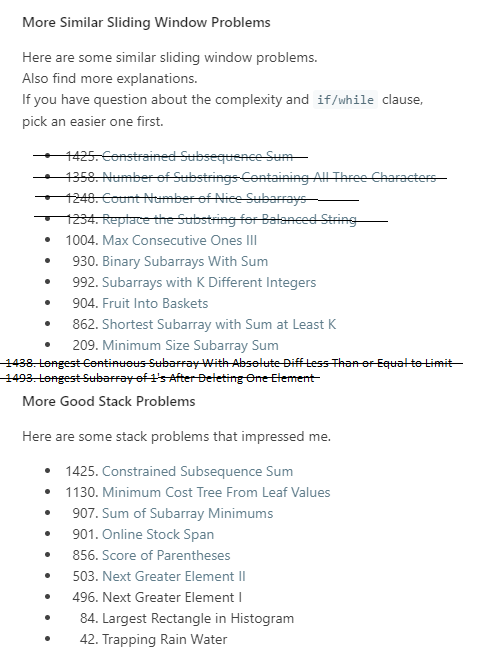 More Similar Sliding Window Problems
Here are some similar sliding window problems.
Also find more explanations.
If you have question about the complexity and if/while clause,
pick an easier one first.
1425. Constrained Subsequence Sum
1358. Number of Substrings Containing All Three Characters
1248. Count Number of Nice Subarrays
1234. Replace the Substring for Balanced String
1004. Max Consecutive Ones III
930. Binary Subarrays With Sum
992. Subarrays with K Different Integers
904. Fruit Into Baskets
862. Shortest Subarray with Sum at Least K
209. Minimum Size Subarray Sum
1438. Longest Continuous Subarray With Absolute Diff Less Than or Equal to Limit
1493. Longest Subarray of 1's After Deleting One Element
More Good Stack Problems
Here are some stack problems that impressed me.
1425. Constrained Subsequence Sum
1130. Minimum Cost Tree From Leaf Values
907. Sum of Subarray Minimums
901. Online Stock Span
856. Score of Parentheses
503. Next Greater Element II
496. Next Greater Element I
84. Largest Rectangle in Histogram
42. Trapping Rain Water